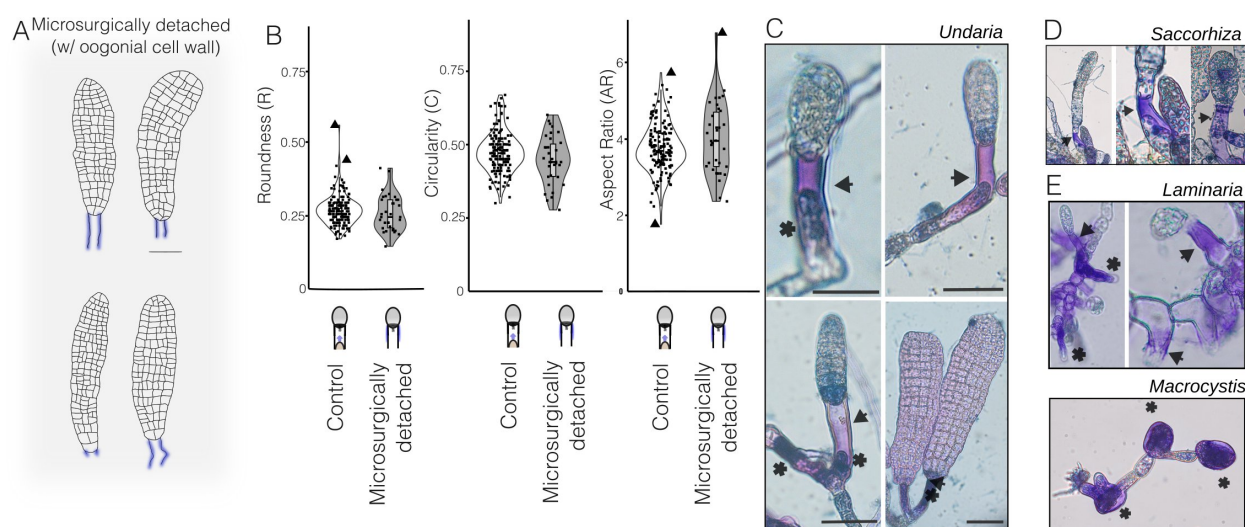 A
Microsurgically detached
(w/ oogonial cell wall)
B
Roundness (R)
0.75
0.50
0.25
0
Control
Microsurgically
detached
Circularity (C)
0.75
0.50
0.25
0
Control
Microsurgically
detached
Aspect Ratio (AR)
6
4
2
0
Control
Microsurgically
detached
C
Undaria
*
*
*
*
D
Saccorhiza
E
Laminaria
*
*
Macrocystis
*
*
*